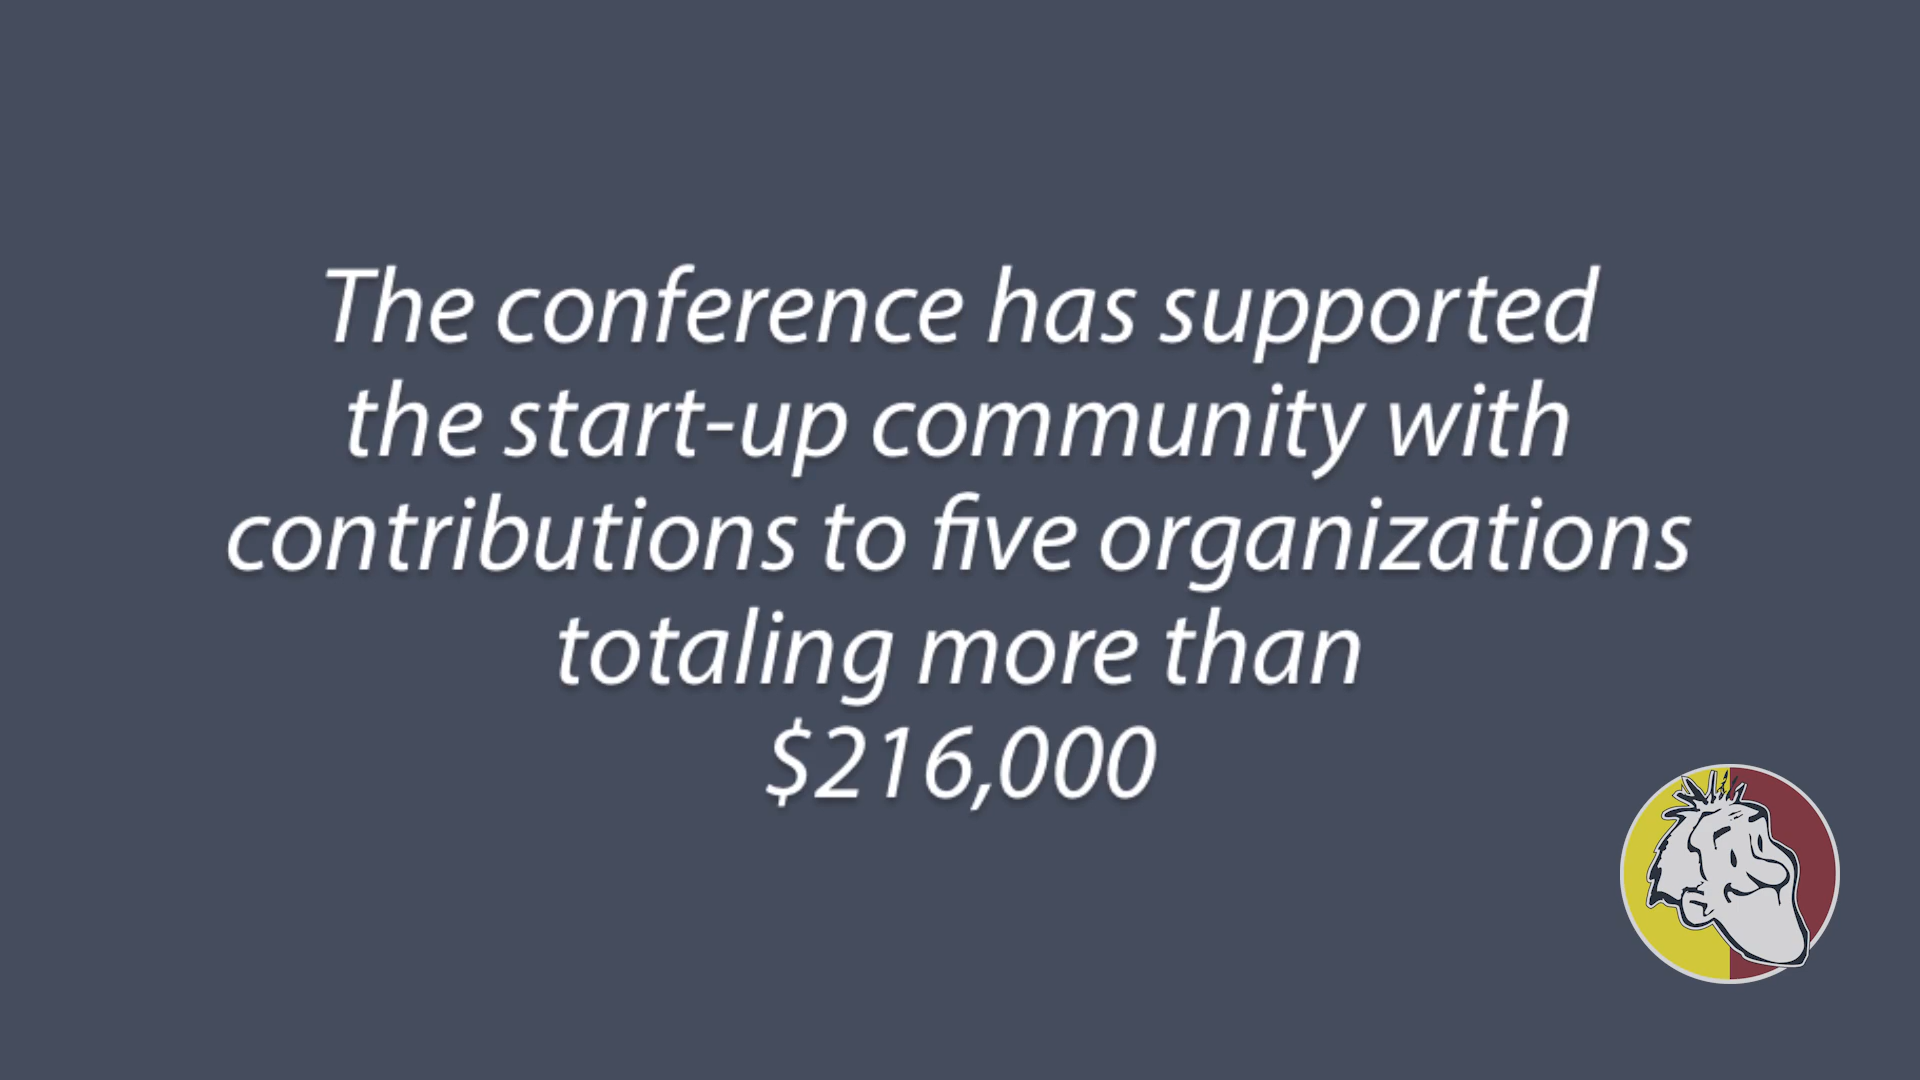 The conference has supported
the start-up community with
contributions to five organizations
totaling more than
$216,000